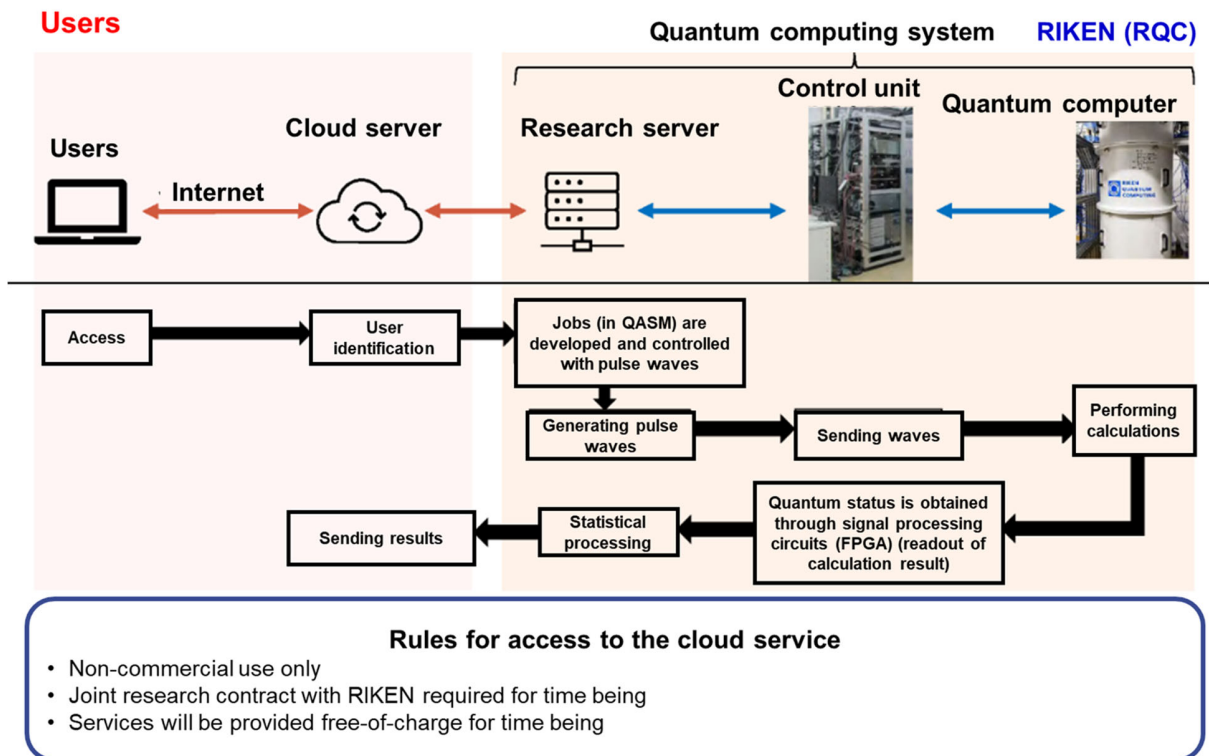 Users
Quantum computing system
RIKEN (RQC)
Control unit
Quantum computer
Cloud server
Research server
Users
Internet
RIKEN
QUANTUM
COMPUTING
Access
User
identification
Jobs (in QASM) are
developed and controlled
with pulse waves
Generating pulse
waves
Sending waves
Performing
calculations
Quantum status is obtained
through signal processing
circuits (FPGA) (readout of
calculation result)
Statistical
processing
Sending results
Rules for access to the cloud service
• Non-commercial use only
• Joint research contract with RIKEN required for time being
• Services will be provided free-of-charge for time being